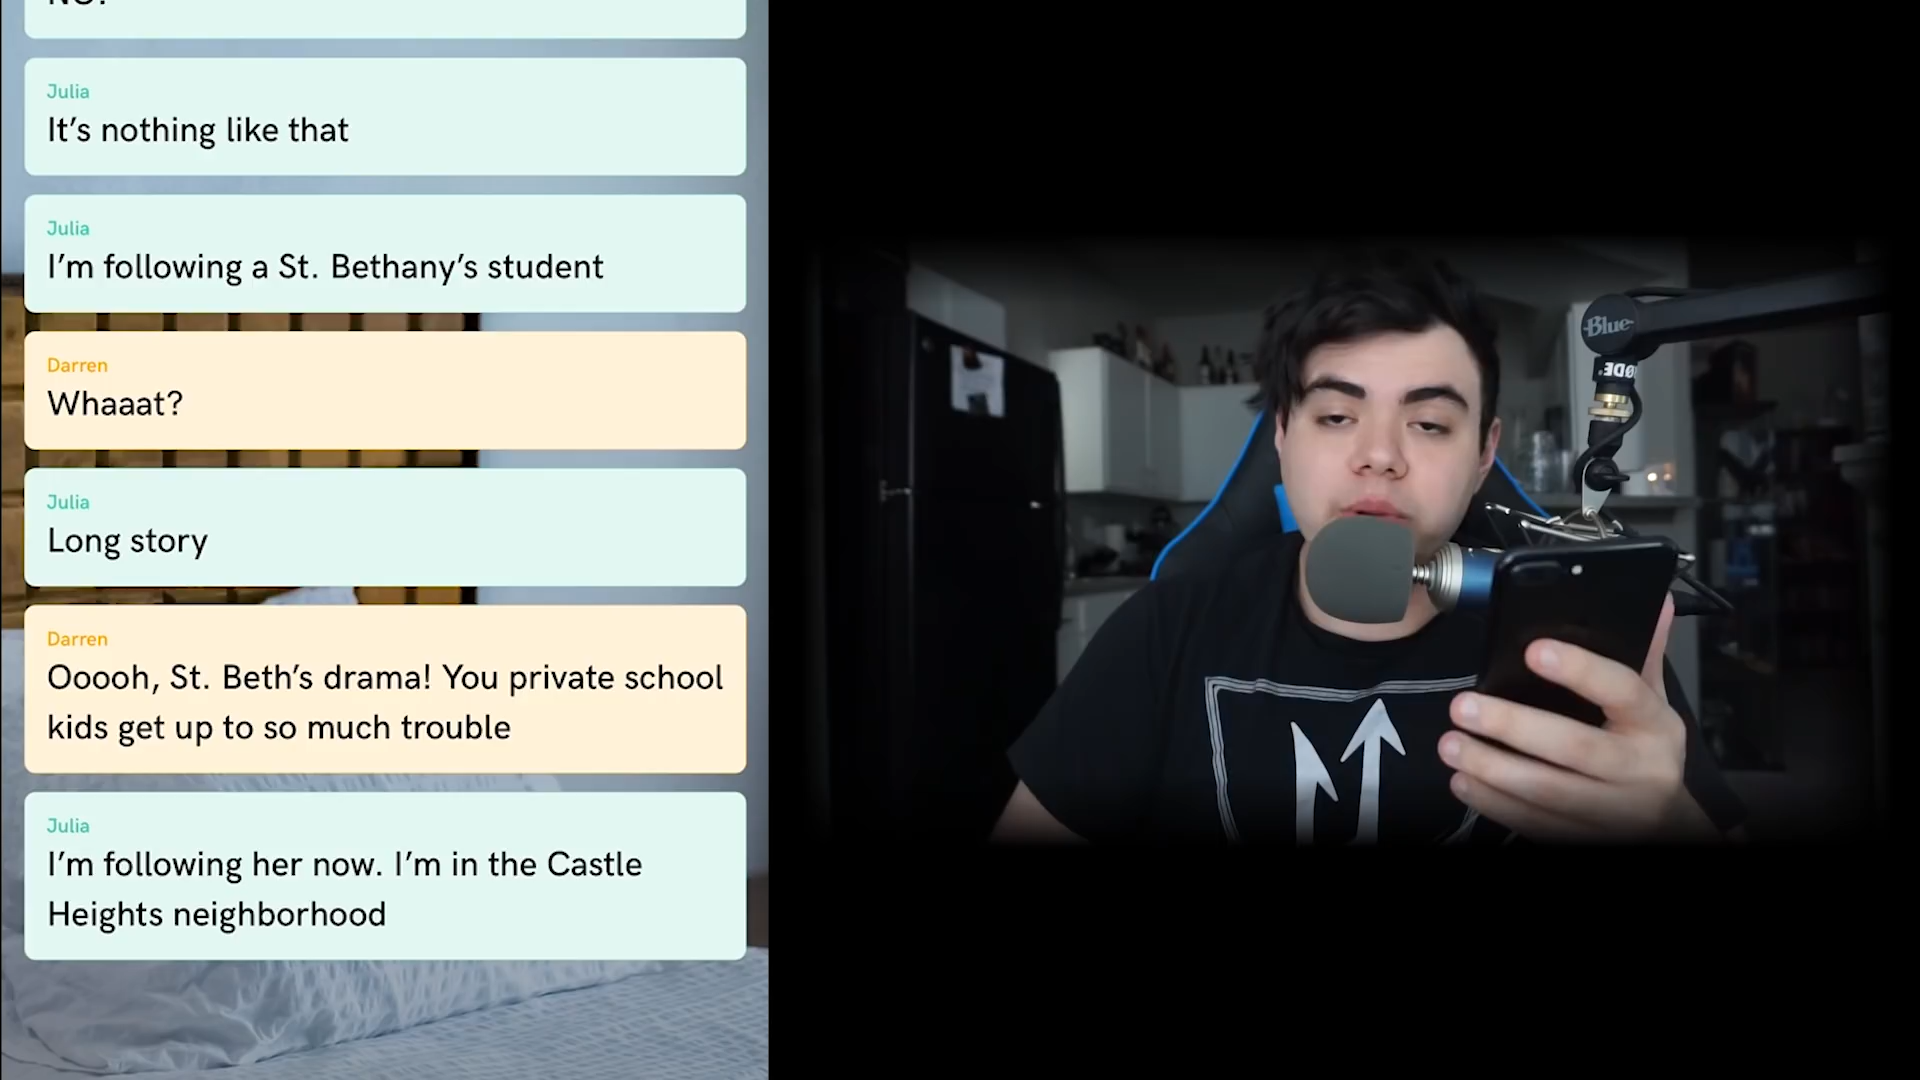 NO!
Julia
It's nothing like that
Julia
I'm following a St. Bethany's student
Darren
Whaaat?
Julia
Long story
Darren
Ooooh, St. Beth's drama! You private school
kids get up to so much trouble
Julia
I'm following her now. I'm in the Castle
Heights neighborhood
Blue
RØDE